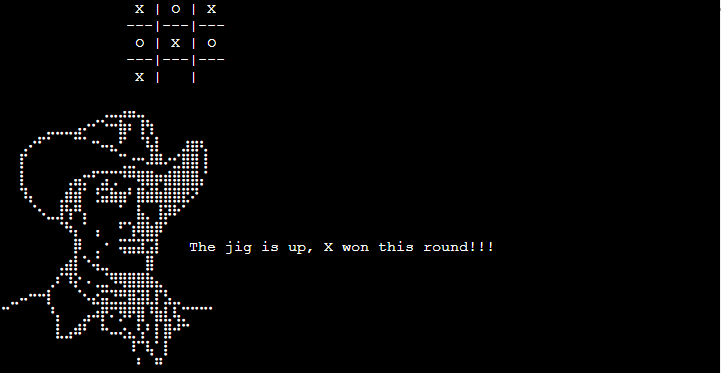 X | O | X
---|---|---
O | X | O
---|---|---
X |   |
The jig is up, X won this round!!!